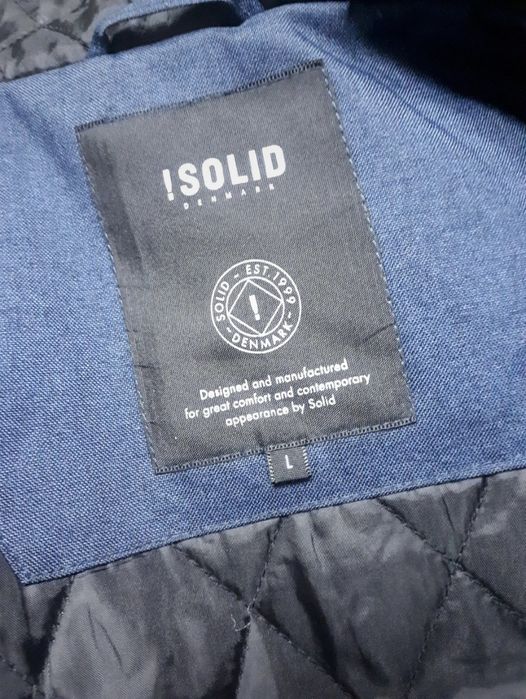 !SOLID
DENMARK
SOLID ~ EST. 1999
~ DENMARK ~
!
Designed and manufactured
for great comfort and contemporary
appearance by Solid
L